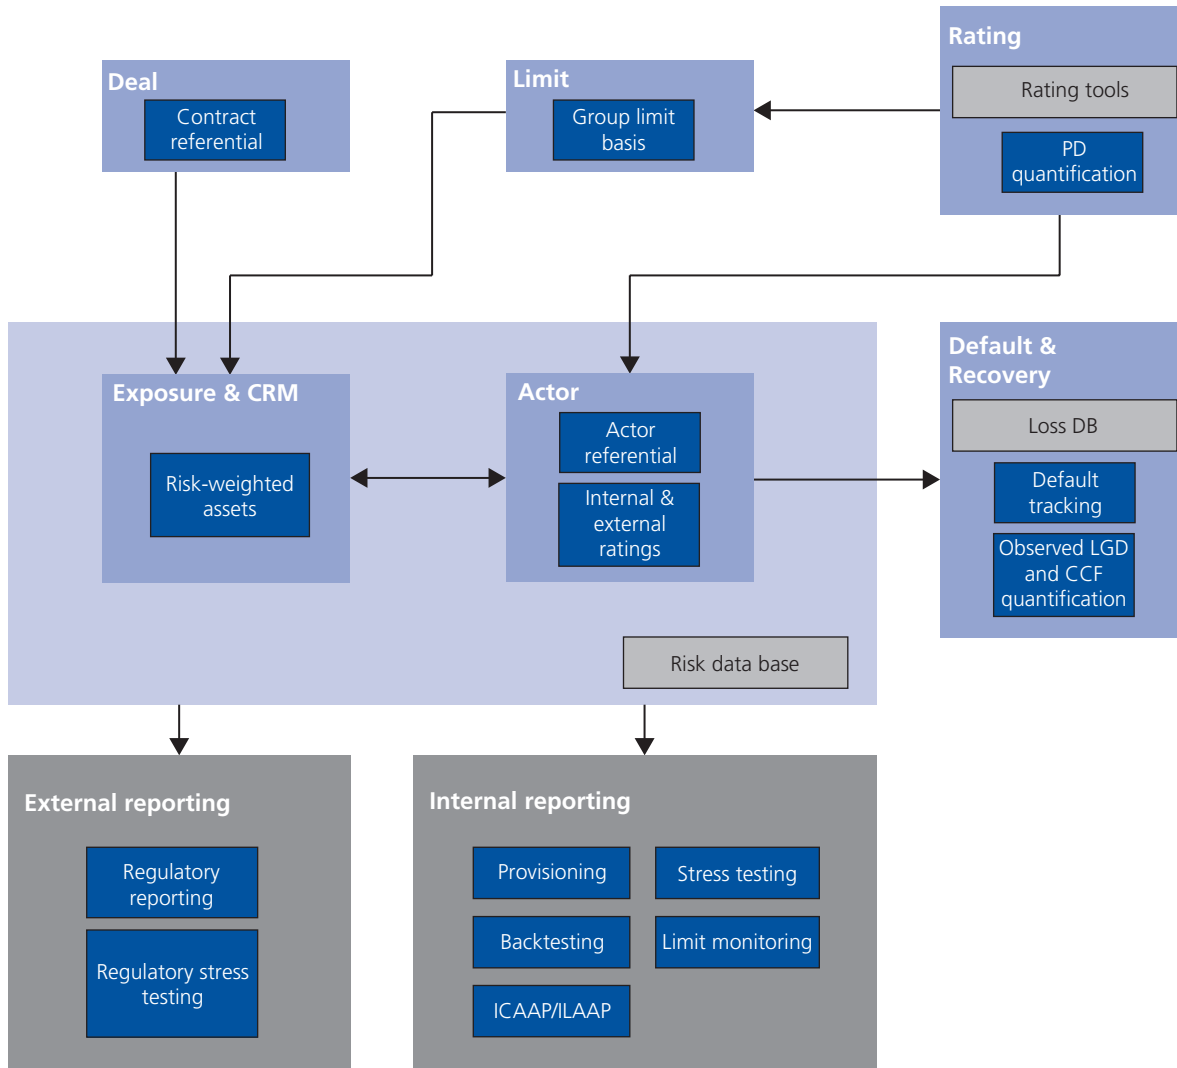 Rating
Rating tools
PD
quantification
Deal
Contract
referential
Limit
Group limit
basis
Exposure & CRM
Risk-weighted
assets
Actor
Actor
referential
Internal &
external
ratings
Default &
Recovery
Loss DB
Default
tracking
Observed LGD
and CCF
quantification
Risk data base
External reporting
Regulatory
reporting
Regulatory stress
testing
Internal reporting
Provisioning
Stress testing
Backtesting
Limit monitoring
ICAAP/ILAAP